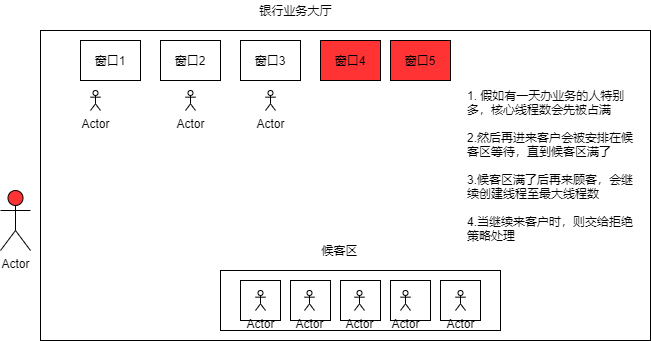 银行业务大厅
窗口1
窗口2
窗口3
窗口4
窗口5
Actor
Actor
Actor
1. 假如有一天办业务的人特别
多，核心线程数会先被占满
2.然后再进来客户会被安排在候
客区等待，直到候客区满了
3.候客区满了后再来顾客，会继
续创建线程至最大线程数
4.当继续来客户时，则交给拒绝
策略处理
Actor
候客区
Actor
Actor
Actor
Actor
Actor